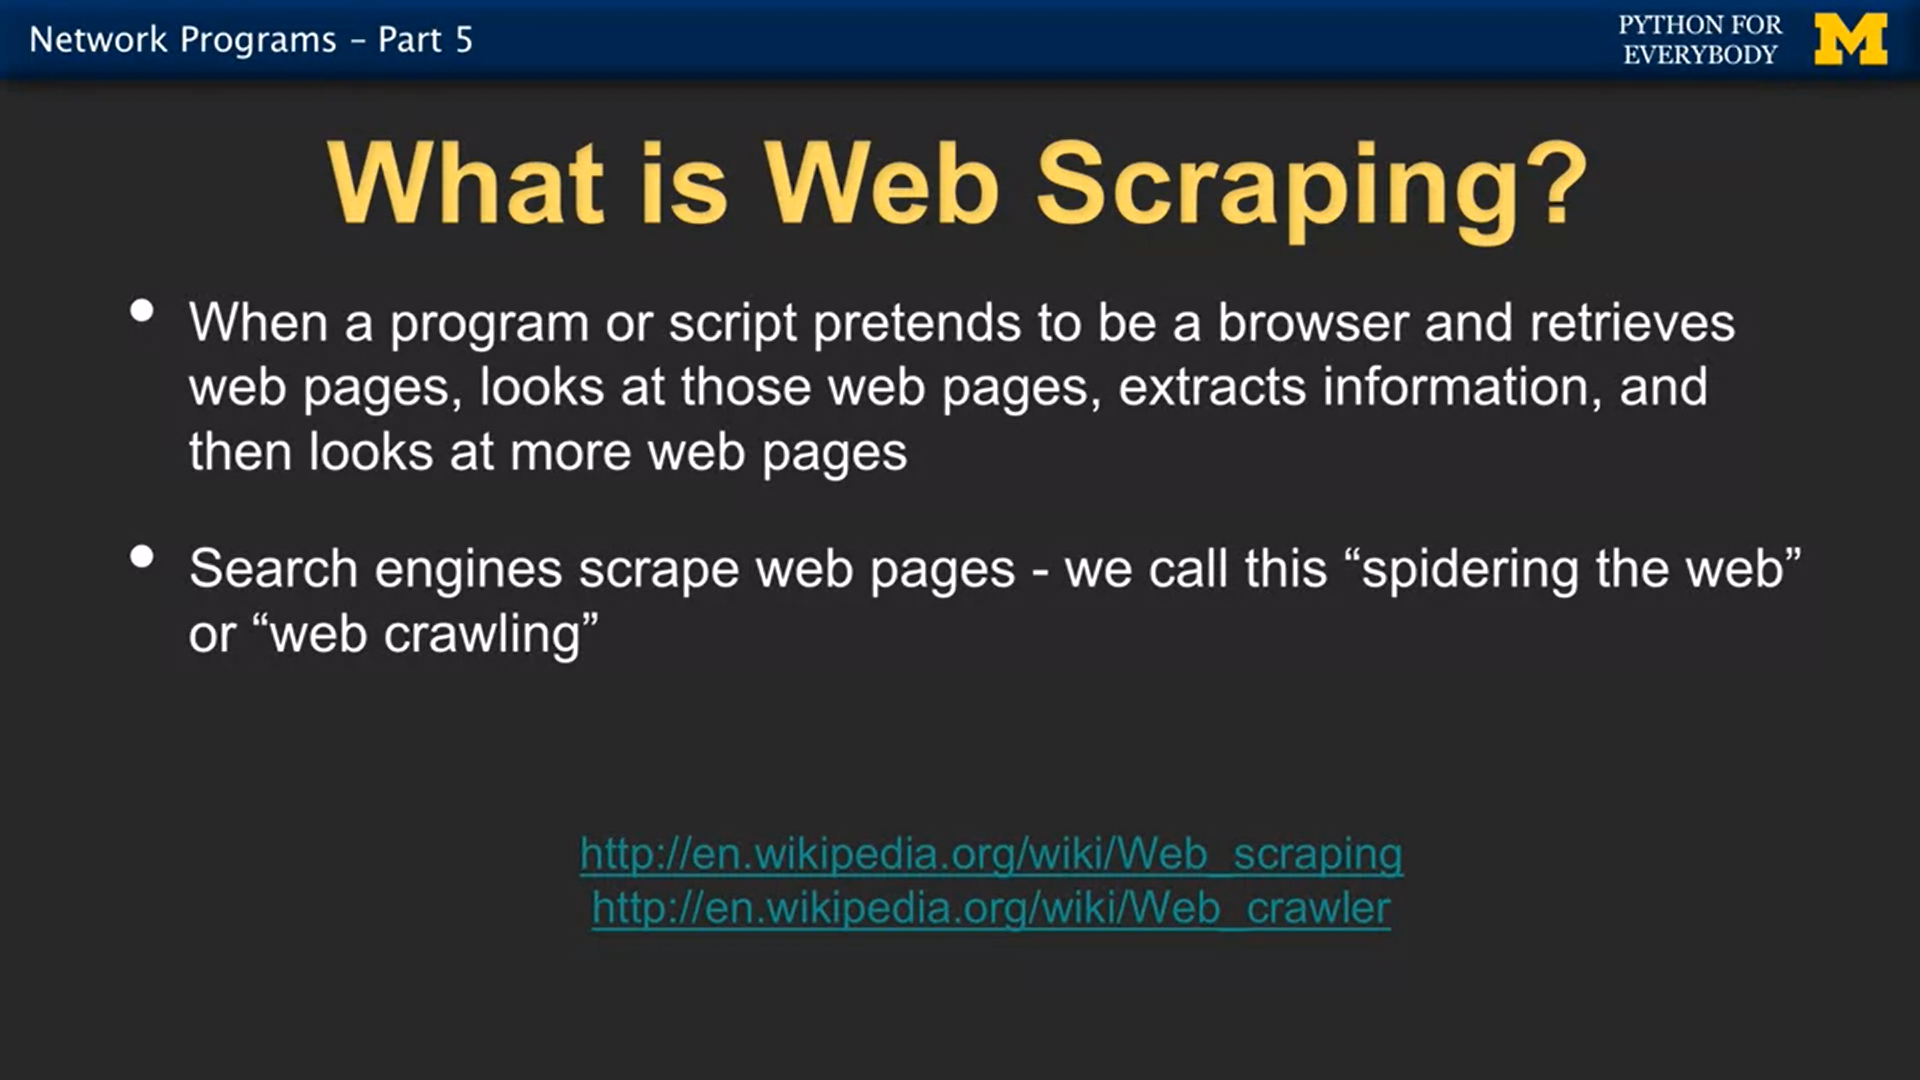 Network Programs – Part 5
PYTHON FOR
EVERYBODY
M
What is Web Scraping?
• When a program or script pretends to be a browser and retrieves
web pages, looks at those web pages, extracts information, and
then looks at more web pages
• Search engines scrape web pages - we call this “spidering the web”
or “web crawling”
http://en.wikipedia.org/wiki/Web_scraping
http://en.wikipedia.org/wiki/Web_crawler